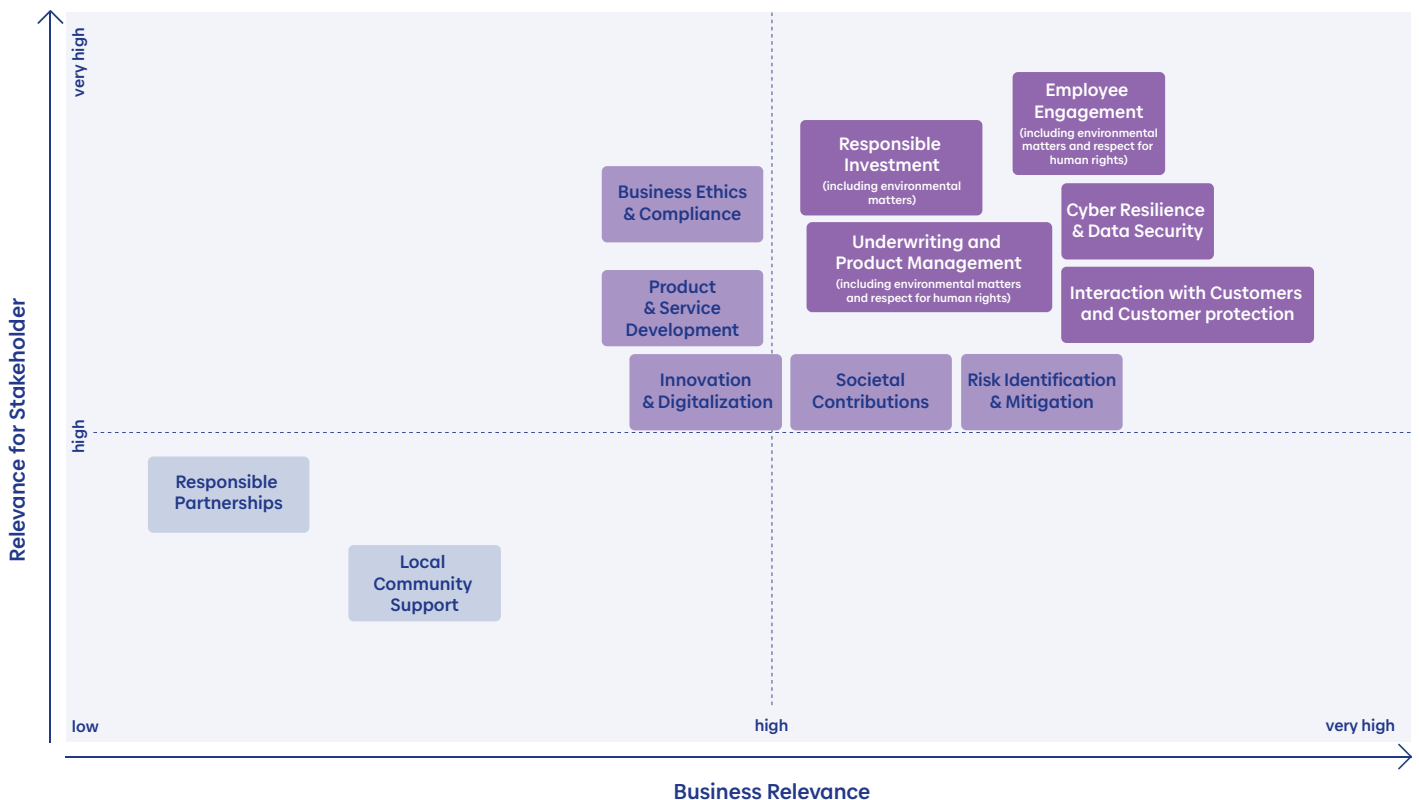 very high
Employee
Engagement
(including environmental
matters and respect for
human rights)
Responsible
Investment
(including environmental
matters)
Business Ethics
& Compliance
Cyber Resilience
& Data Security
Underwriting and
Product Management
(including environmental matters
and respect for human rights)
Product
& Service
Development
Interaction with Customers
and Customer protection
Innovation
& Digitalization
Societal
Contributions
Risk Identification
& Mitigation
Relevance for Stakeholder
high
Responsible
Partnerships
Local
Community
Support
low
high
very high
Business Relevance